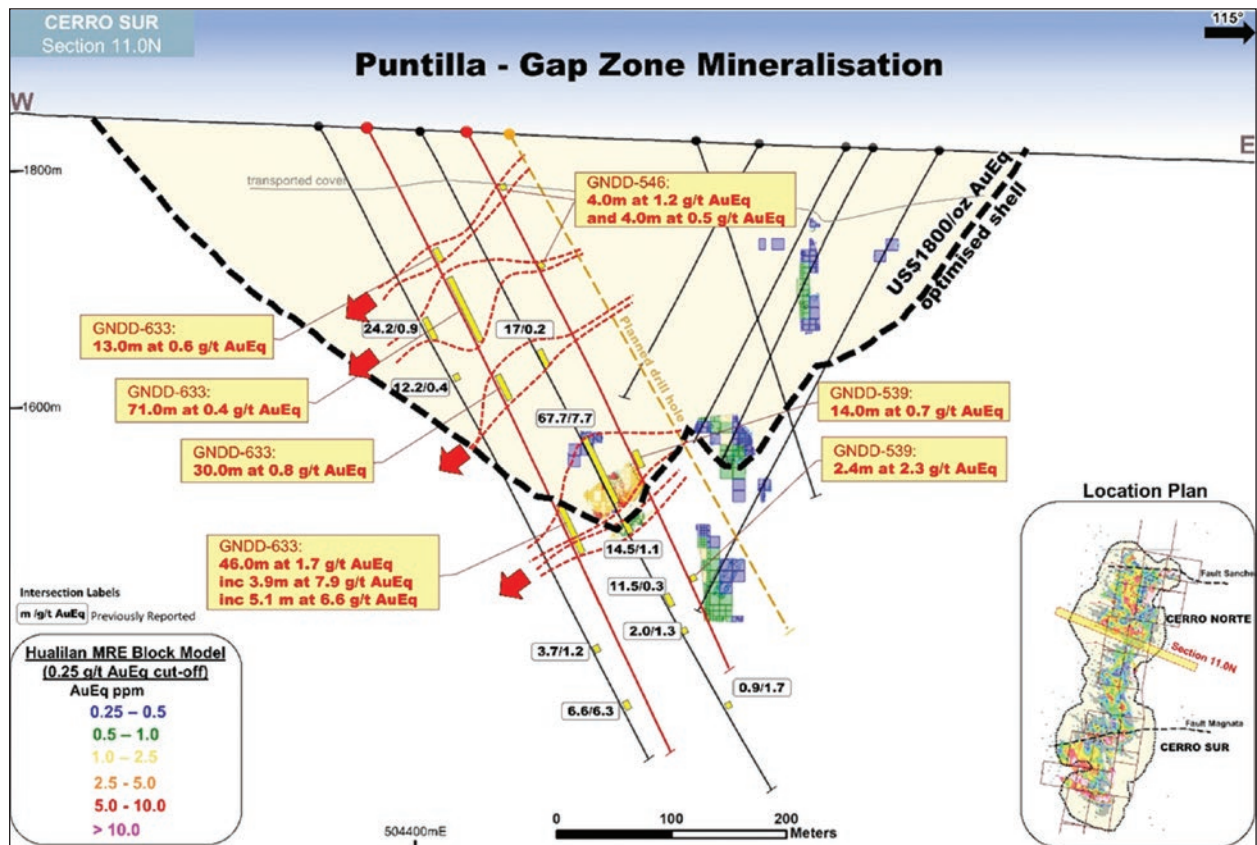 CERRO SUR
Section 11.0N
115°
Puntilla - Gap Zone Mineralisation
W
E
1800m
transported cover
GNDD-546:
4.0m at 1.2 g/t AuEq
and 4.0m at 0.5 g/t AuEq
US$1800/oz AuEq
optimised shell
GNDD-633:
13.0m at 0.6 g/t AuEq
24.2/0.9
17/0.2
Planned drill hole
12.2/0.4
GNDD-633:
71.0m at 0.4 g/t AuEq
1600m
67.7/7.7
GNDD-539:
14.0m at 0.7 g/t AuEq
GNDD-633:
30.0m at 0.8 g/t AuEq
GNDD-539:
2.4m at 2.3 g/t AuEq
GNDD-633:
46.0m at 1.7 g/t AuEq
inc 3.9m at 7.9 g/t AuEq
inc 5.1 m at 6.6 g/t AuEq
14.5/1.1
11.5/0.3
2.0/1.3
3.7/1.2
0.9/1.7
6.6/6.3
Intersection Labels
m /g/t AuEq Previously Reported
Hualilan MRE Block Model
(0.25 g/t AuEq cut-off)
AuEq ppm
0.25 – 0.5
0.5 – 1.0
1.0 – 2.5
2.5 - 5.0
5.0 - 10.0
> 10.0
504400mE
0 100 200
Meters
Location Plan
Fault Sanche
CERRO NORTE
Section 11.0N
Fault Magnata
CERRO SUR